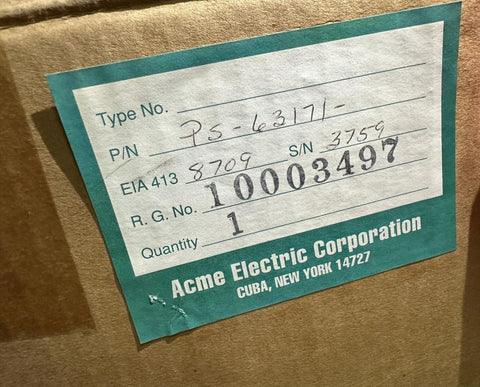 Type No.
P/N PS-63171-
EIA 413 8709 S/N 3759
R. G. No. 10003497
Quantity 1
Acme Electric Corporation
CUBA, NEW YORK 14727